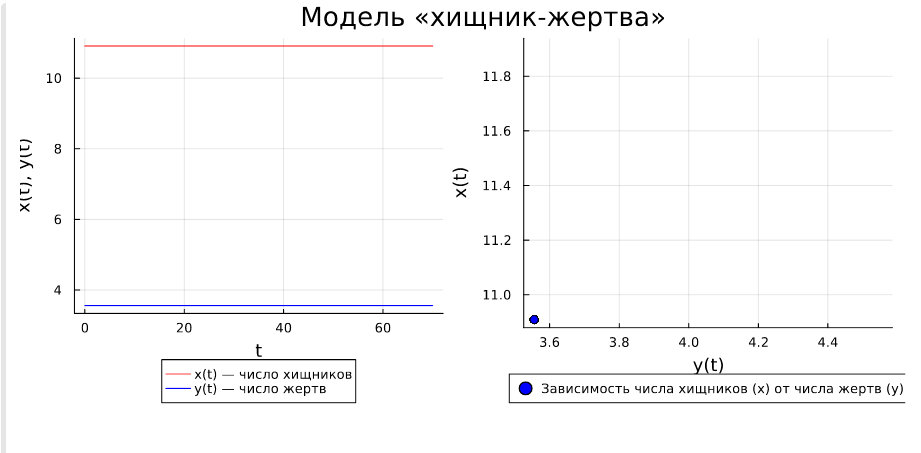 Модель «хищник-жертва»
x(t), y(t)
10
8
6
4
0 20 40 60
t
x(t) — число хищников
y(t) — число жертв
x(t)
11.8
11.6
11.4
11.2
11.0
3.6 3.8 4.0 4.2 4.4
y(t)
Зависимость числа хищников (x) от числа жертв (y)